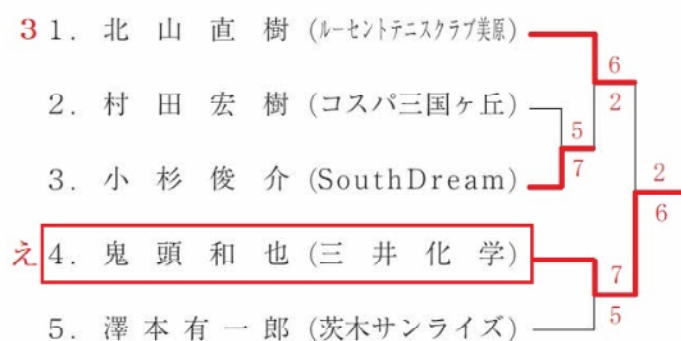 3 1. 北山直樹 (ルーセントテニスクラブ美原)
6
2
2. 村田宏樹 (コスパ三国ヶ丘)
5
7
3. 小杉俊介 (SouthDream)
2
6
え 4. 鬼頭和也 (三井化学)
7
5
5. 澤本有一郎 (茨木サンライズ)